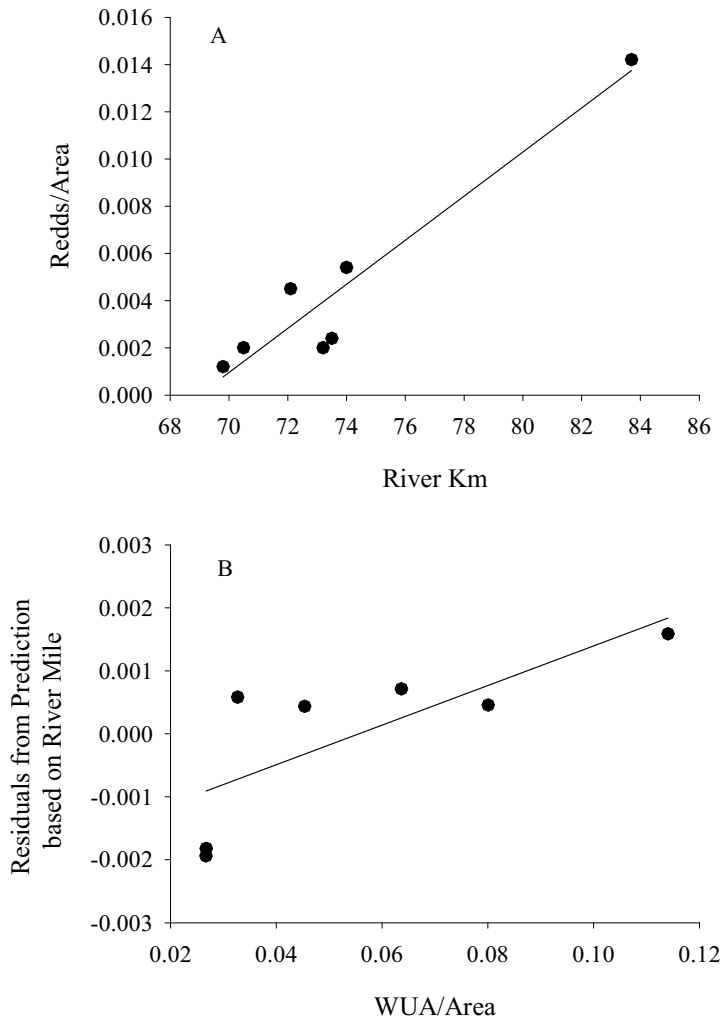 A
0.016
0.014
0.012
0.010
0.008
0.006
0.004
0.002
0.000
Redds/Area
68 70 72 74 76 78 80 82 84 86
River Km
B
0.003
0.002
0.001
0.000
-0.001
-0.002
-0.003
Residuals from Prediction
based on River Mile
0.02 0.04 0.06 0.08 0.10 0.12
WUA/Area